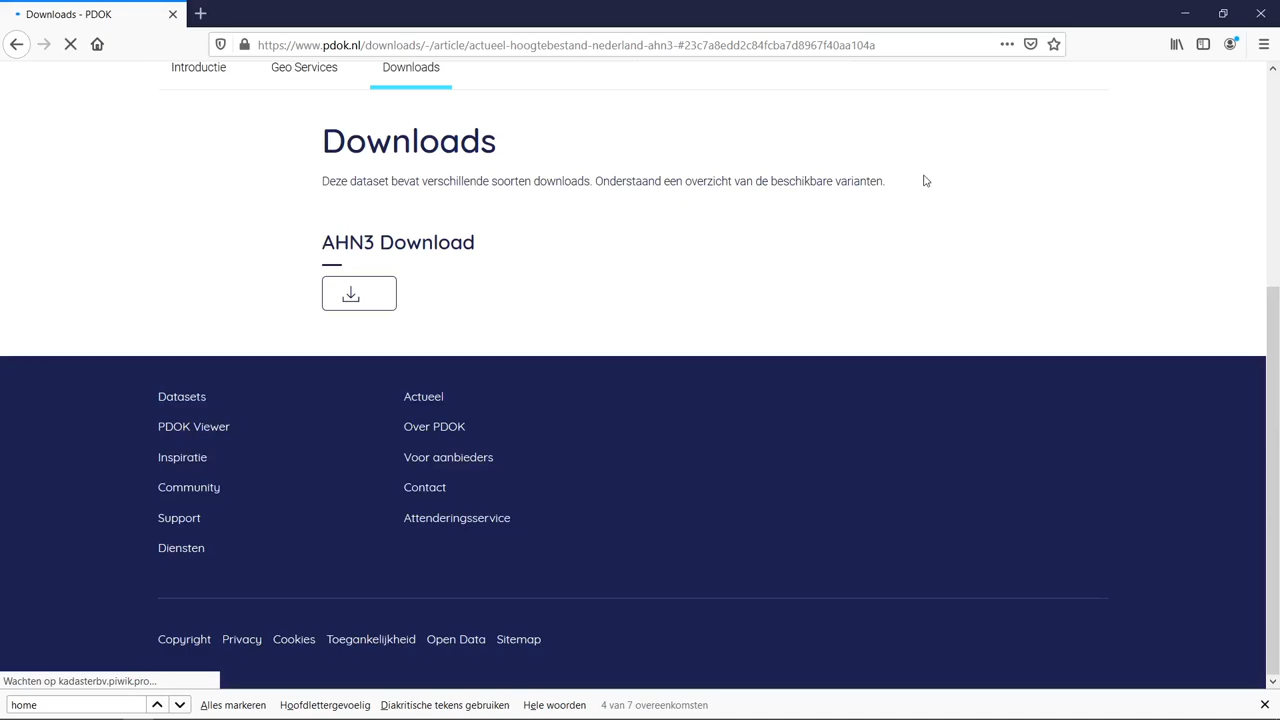 Downloads - PDOK
https://www.pdok.nl/downloads/-/article/actueel-hoogtebestand-nederland-ahn3-#23c7a8edd2c84fcba7d8967f40aa104a
Introductie Geo Services Downloads
Downloads
Deze dataset bevat verschillende soorten downloads. Onderstaand een overzicht van de beschikbare varianten.
AHN3 Download
Datasets Actueel
PDOK Viewer Over PDOK
Inspiratie Voor aanbieders
Community Contact
Support Attenderingsservice
Diensten
Copyright Privacy Cookies Toegankelijkheid Open Data Sitemap
Wachten op kadasterbv.piwik.pro...
home Alles markeren Hoofdlettergevoelig Diakritische tekens gebruiken Hele woorden 4 van 7 overeenkomsten